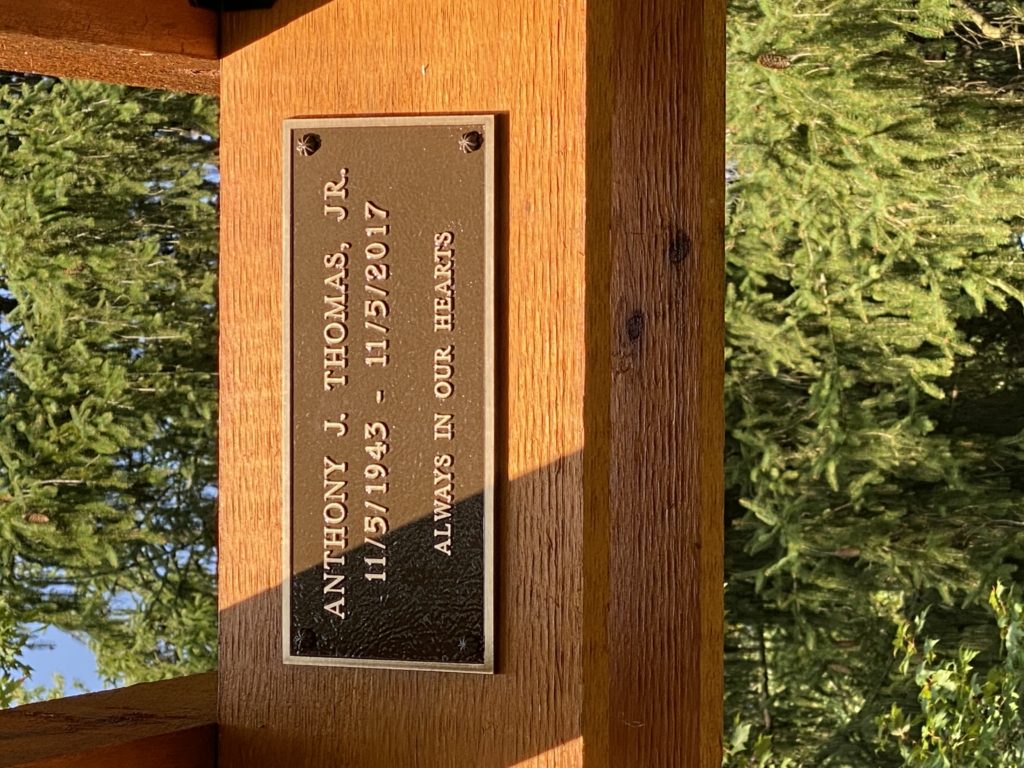 ANTHONY J. THOMAS, JR.
11/5/1943 - 11/5/2017
ALWAYS IN OUR HEARTS